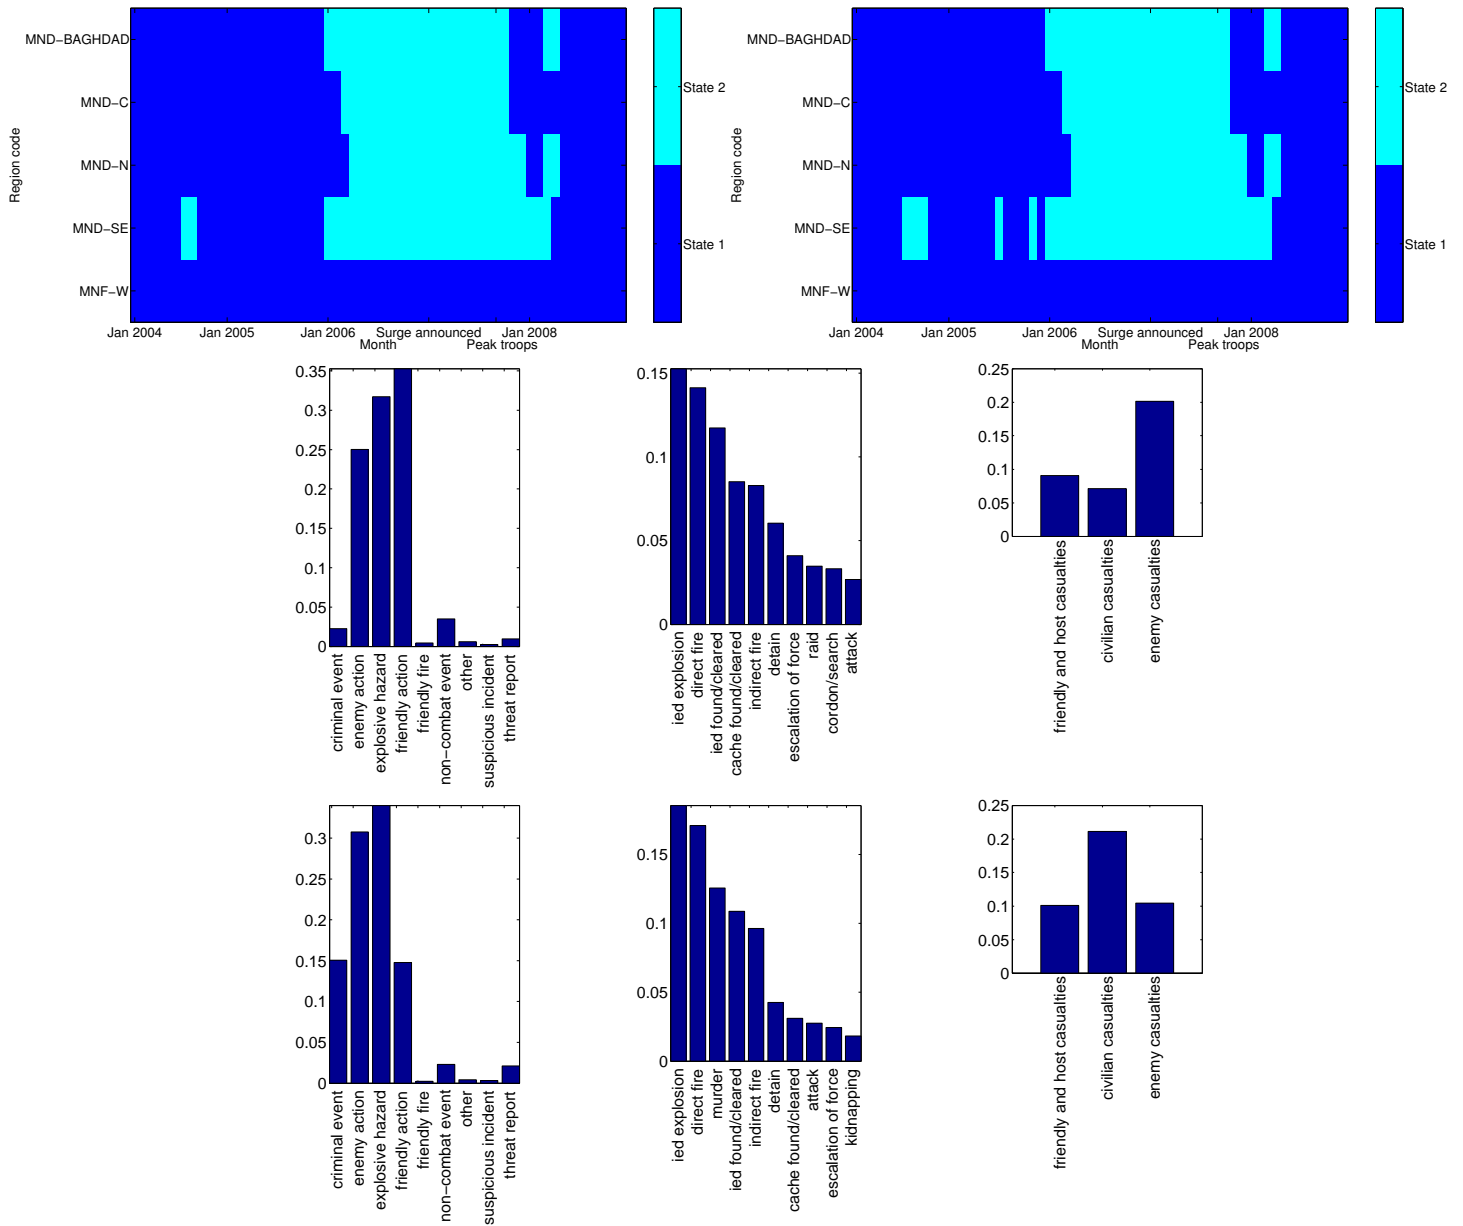 MND−BAGHDAD
MND−C
MND−N
MND−SE
MNF−W
Region code
Jan 2004
Jan 2005
Jan 2006
Surge announced
Jan 2008
Month
Peak troops
State 2
State 1
MND−BAGHDAD
MND−C
MND−N
MND−SE
MNF−W
Region code
Jan 2004
Jan 2005
Jan 2006
Surge announced
Jan 2008
Month
Peak troops
State 2
State 1
0.35
0.3
0.25
0.2
0.15
0.1
0.05
0
criminal event
enemy action
explosive hazard
friendly action
friendly fire
non−combat event
other
suspicious incident
threat report
0.15
0.1
0.05
0
ied explosion
direct fire
ied found/cleared
cache found/cleared
indirect fire
detain
escalation of force
raid
cordon/search
attack
0.25
0.2
0.15
0.1
0.05
0
friendly and host casualties
civilian casualties
enemy casualties
0.3
0.25
0.2
0.15
0.1
0.05
0
criminal event
enemy action
explosive hazard
friendly action
friendly fire
non−combat event
other
suspicious incident
threat report
0.15
0.1
0.05
0
ied explosion
direct fire
murder
ied found/cleared
indirect fire
detain
cache found/cleared
attack
escalation of force
kidnapping
0.25
0.2
0.15
0.1
0.05
0
friendly and host casualties
civilian casualties
enemy casualties